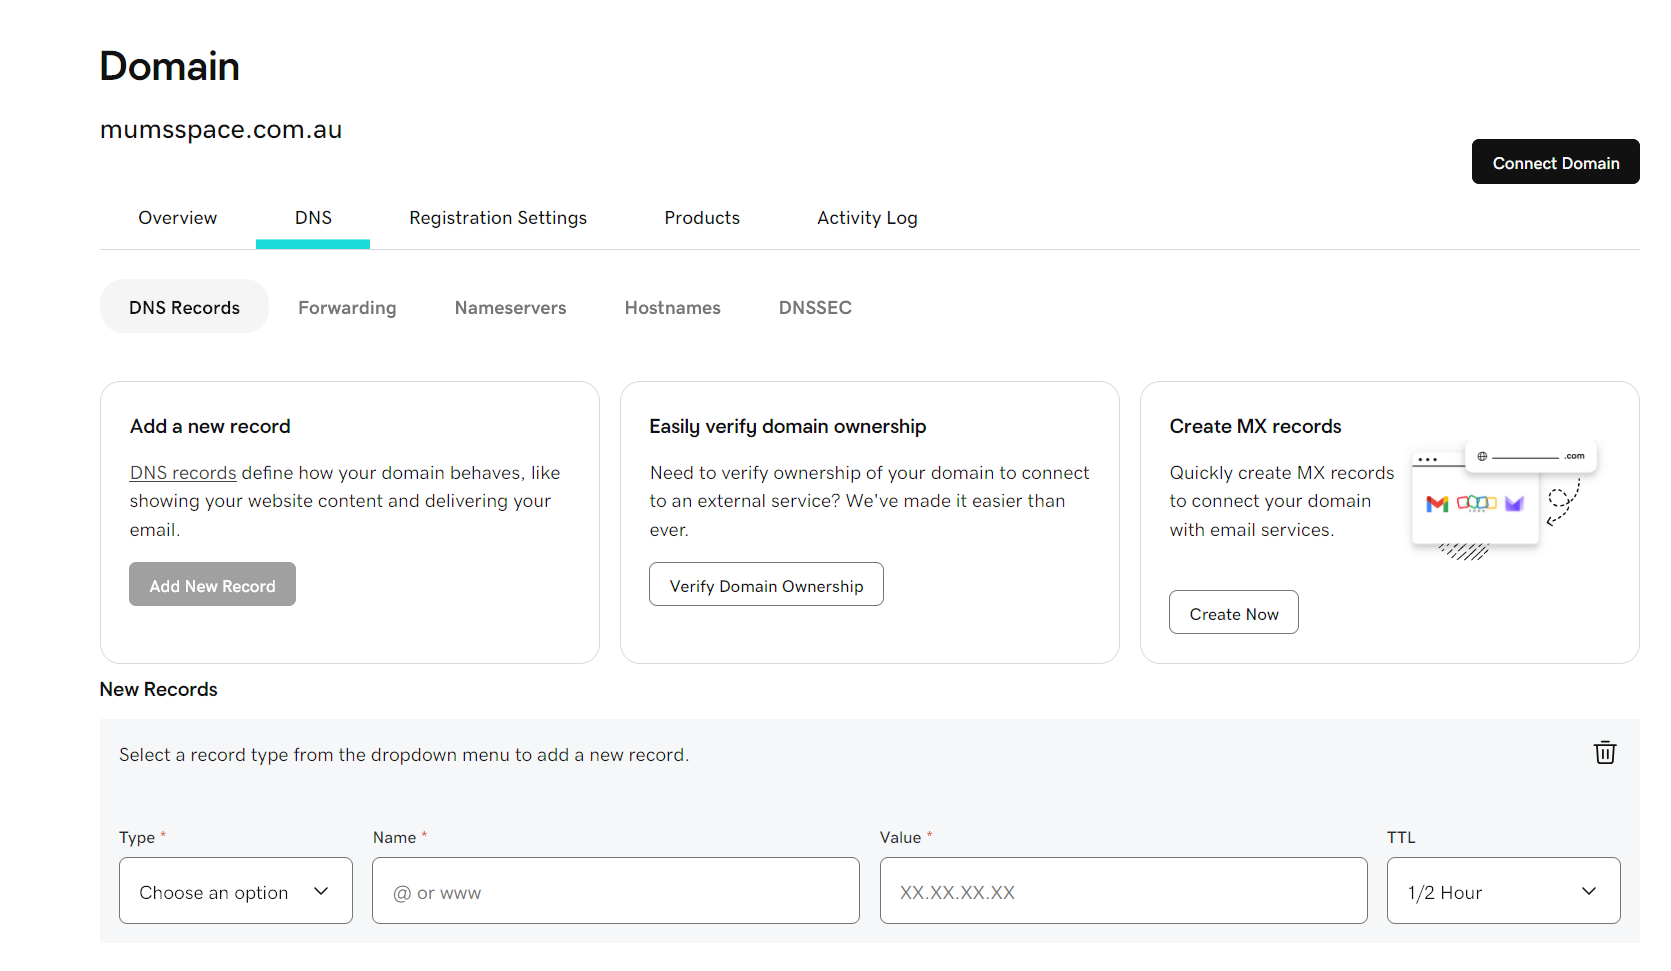 Domain
mumsspace.com.au
Connect Domain
Overview DNS Registration Settings Products Activity Log
DNS Records Forwarding Nameservers Hostnames DNSSEC
Add a new record
DNS records define how your domain behaves, like
showing your website content and delivering your
email.
Add New Record
Easily verify domain ownership
Need to verify ownership of your domain to connect
to an external service? We've made it easier than
ever.
Verify Domain Ownership
Create MX records
Quickly create MX records
to connect your domain
with email services.
.com
Create Now
New Records
Select a record type from the dropdown menu to add a new record.
Type * Name * Value * TTL
Choose an option @ or www XX.XX.XX.XX 1/2 Hour